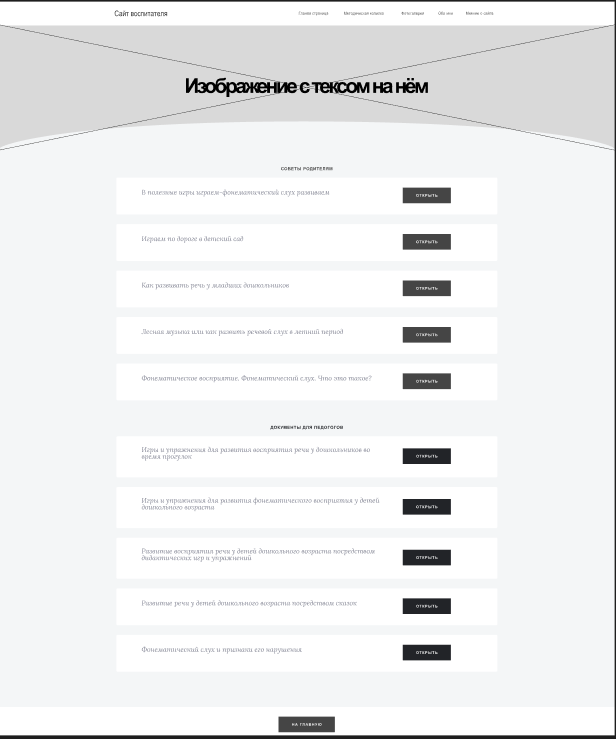 Сайт воспитателя
Главная страница Методическая копилка Фотогалерея Обо мне Мнение о сайте
Изображение с тексом на нём
СОВЕТЫ РОДИТЕЛЯМ
В полезные игры играем-фонематический слух развиваем
ОТКРЫТЬ
Играем по дороге в детский сад
ОТКРЫТЬ
Как развивать речь у младших дошкольников
ОТКРЫТЬ
Лесная музыка или как развить речевой слух в летний период
ОТКРЫТЬ
Фонематическое восприятие. Фонематический слух. Что это такое?
ОТКРЫТЬ
ДОКУМЕНТЫ ДЛЯ ПЕДОГОГОВ
Игры и упражнения для развития восприятия речи у дошкольников во
время прогулок
ОТКРЫТЬ
Игры и упражнения для развития фонематического восприятия у детей
дошкольного возраста
ОТКРЫТЬ
Развитие восприятия речи у детей дошкольного возраста посредством
дидактических игр и упражнений
ОТКРЫТЬ
Развитие речи у детей дошкольного возраста посредством сказок
ОТКРЫТЬ
Фонематический слух и признаки его нарушения
ОТКРЫТЬ
НА ГЛАВНУЮ